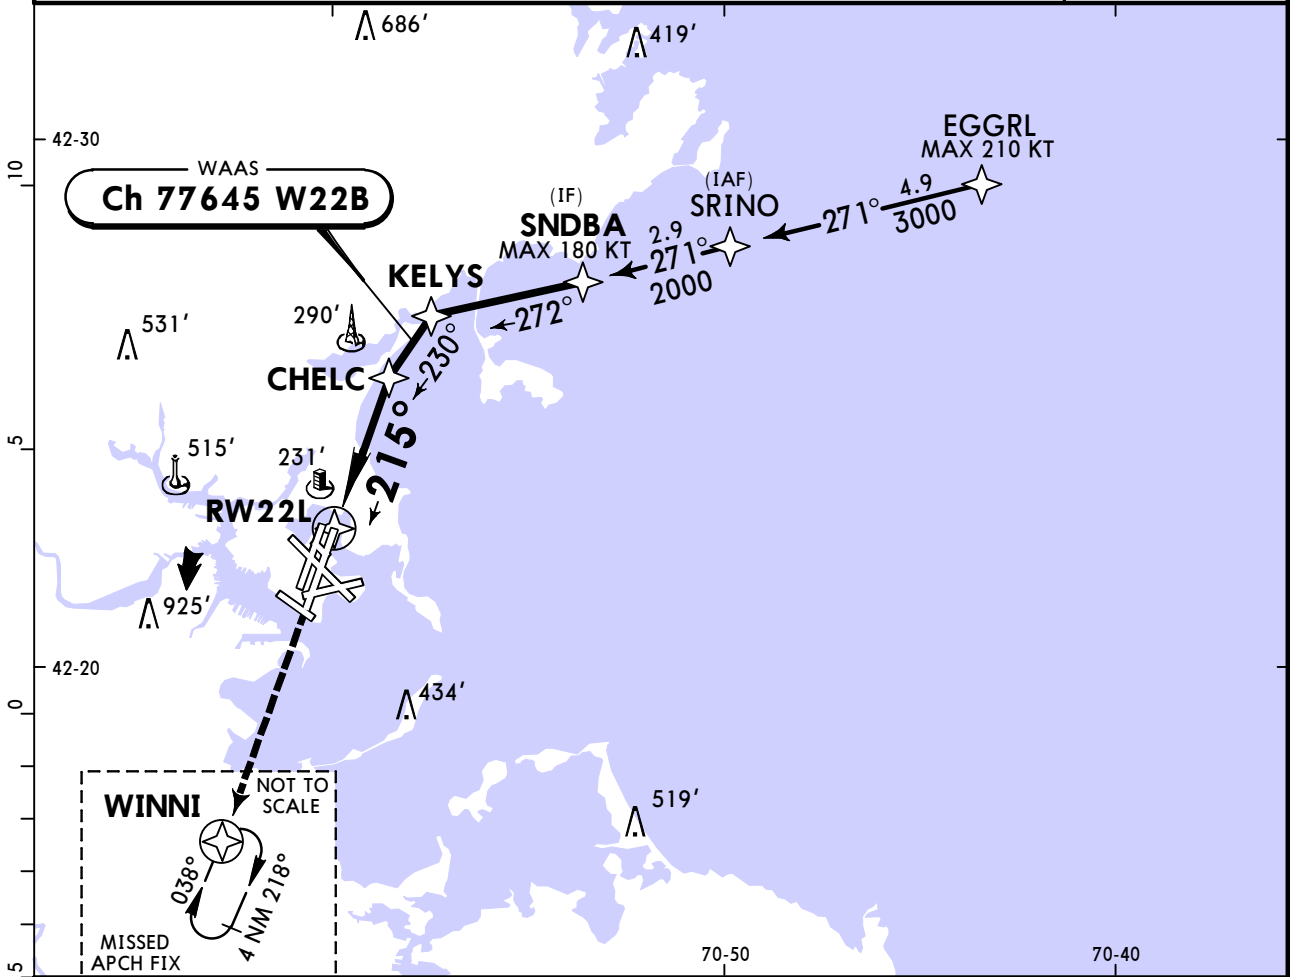 686'
419'
42-30
10
EGGRL
MAX 210 KT
WAAS
Ch 77645 W22B
(IF)
SNDBA
MAX 180 KT
(IAF)
SRINO
4.9
271°
3000
2.9
271°
2000
KELYS
272°
290'
531'
230°
CHELC
215°
5
515'
231'
RW22L
925'
42-20
0
434'
NOT TO
SCALE
WINNI
519'
038°
4 NM 218°
MISSED
APCH FIX
70-50
70-40
5